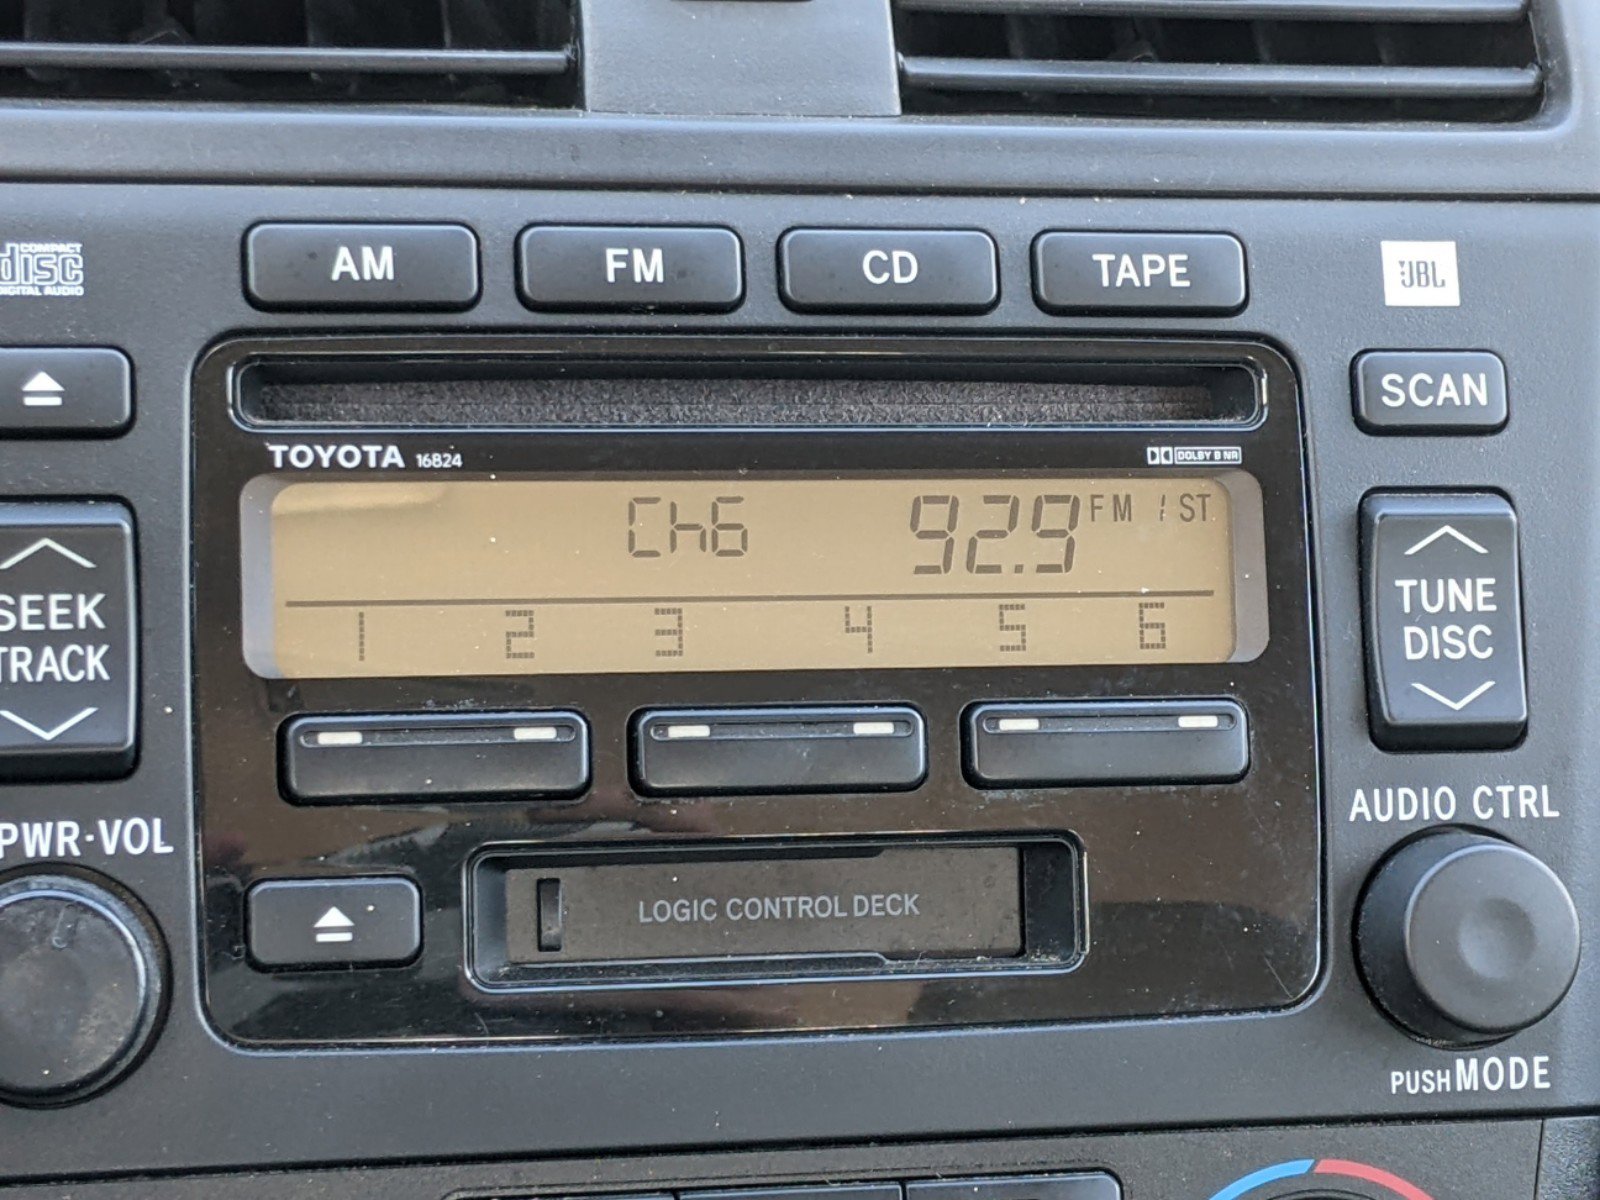 AM FM CD TAPE
COMPACT
disc
DIGITAL AUDIO
JBL
SCAN
TOYOTA 16824
DOLBY B NR
Ch6 92.9 FM 1 ST
1 2 3 4 5 6
SEEK
TRACK
TUNE
DISC
PWR·VOL
AUDIO CTRL
LOGIC CONTROL DECK
PUSH MODE